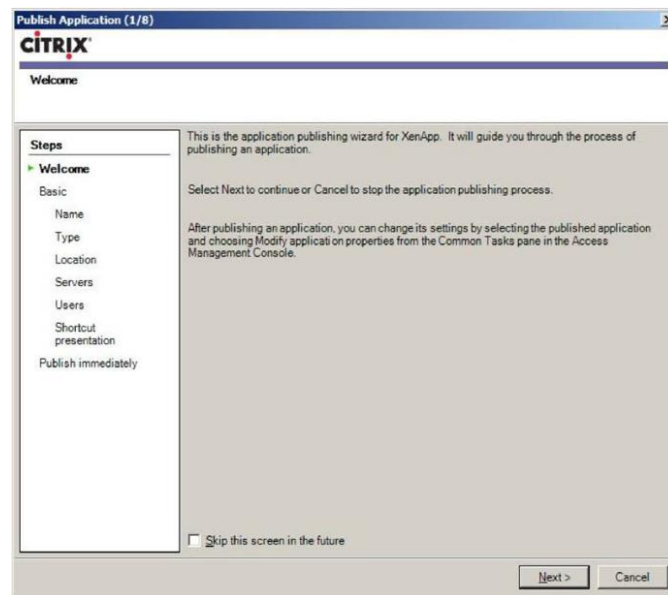 Publish Application (1/8)
CİTRIX
Welcome
Steps
Welcome
Basic
Name
Type
Location
Servers
Users
Shortcut
presentation
Publish immediately
This is the application publishing wizard for XenApp. It will guide you through the process of
publishing an application.
Select Next to continue or Cancel to stop the application publishing process.
After publishing an application, you can change its settings by selecting the published application
and choosing Modify application properties from the Common Tasks pane in the Access
Management Console.
Skip this screen in the future
Next >
Cancel